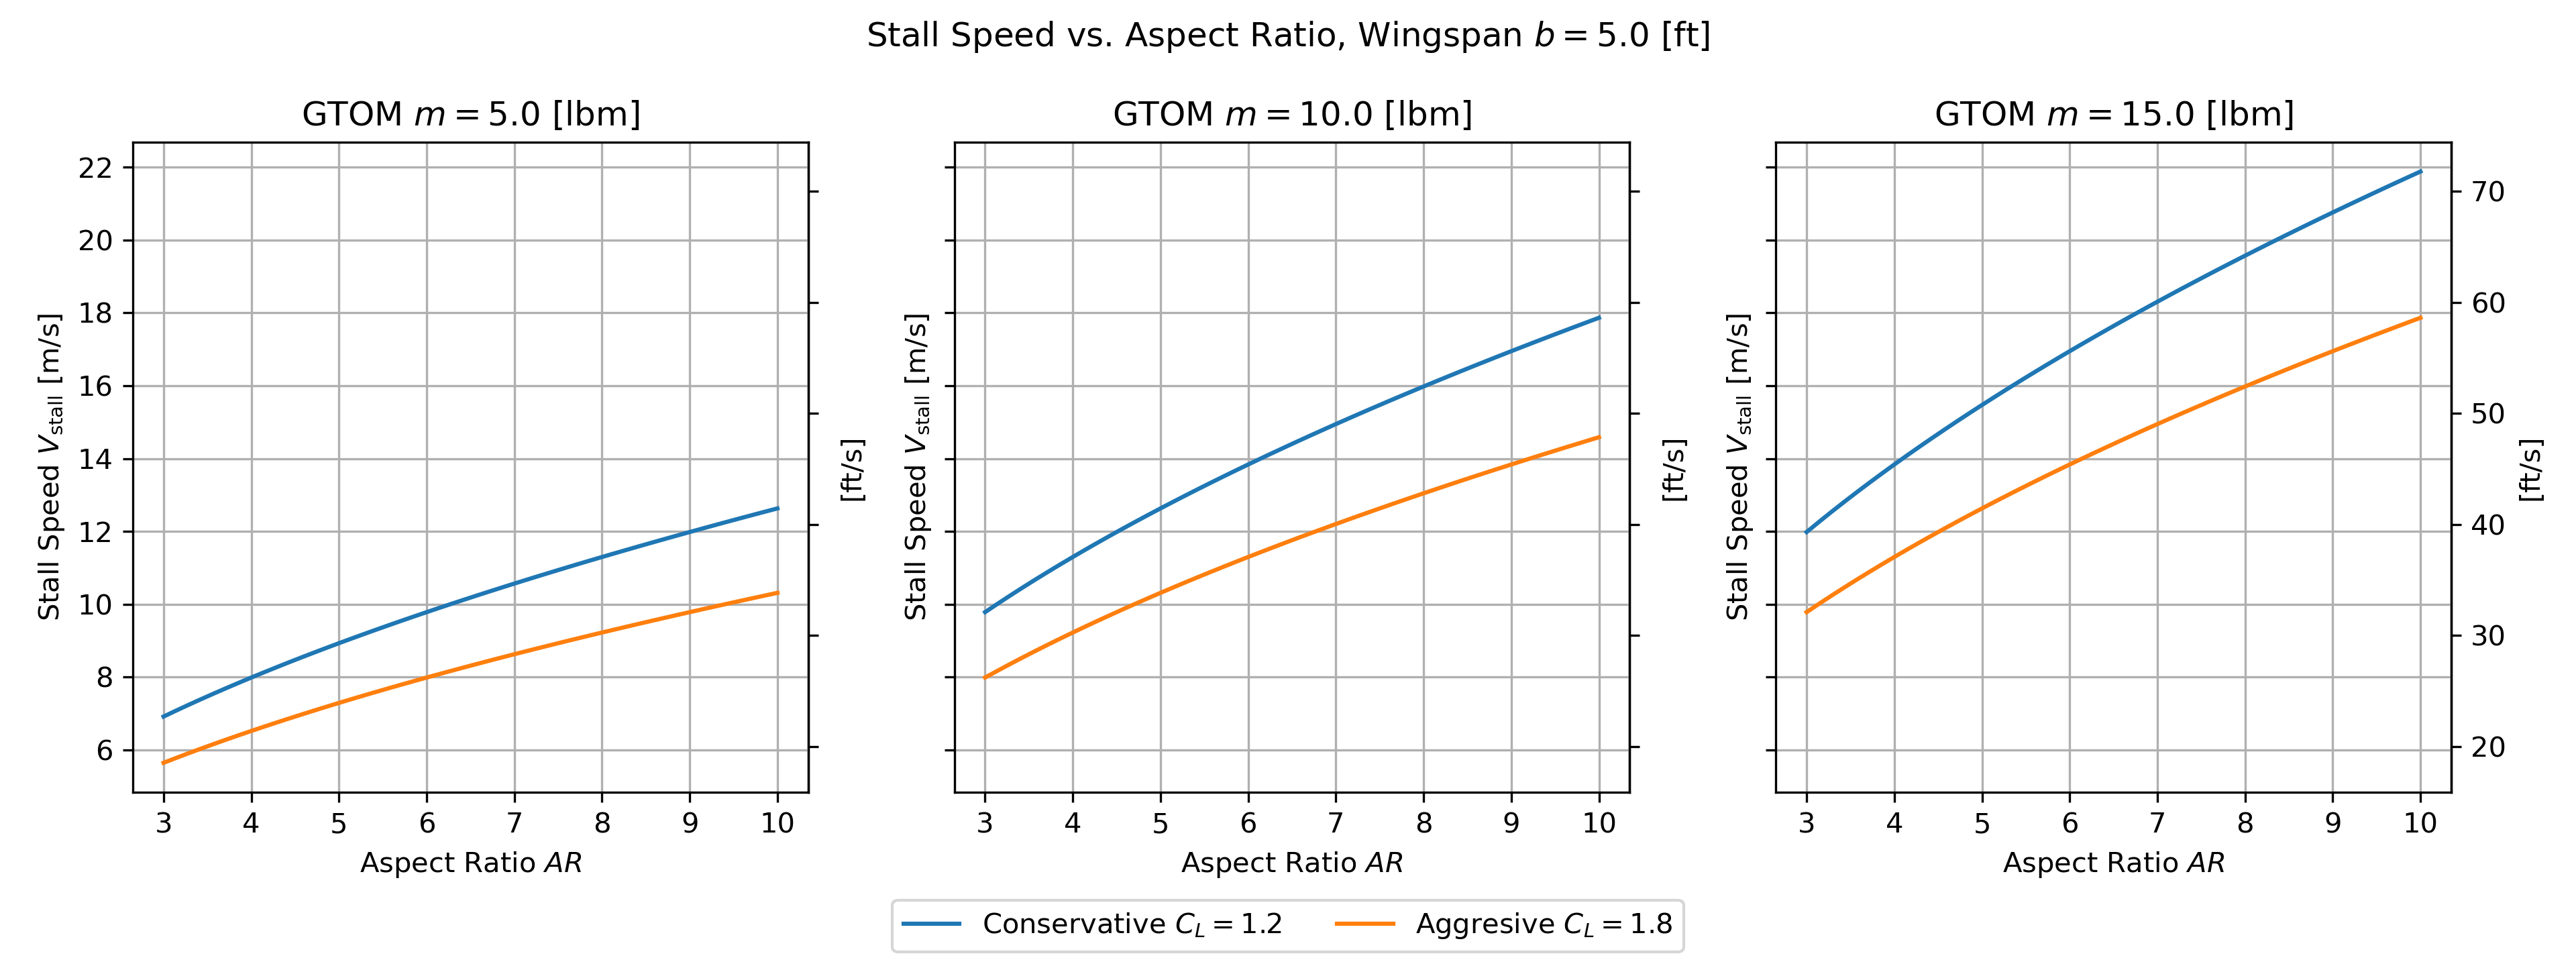 Stall Speed vs. Aspect Ratio, Wingspan b = 5.0 [ft]
GTOM m = 5.0 [lbm]
GTOM m = 10.0 [lbm]
GTOM m = 15.0 [lbm]
22
20
18
16
14
12
10
8
6
Stall Speed V_stall [m/s]
[ft/s]
Stall Speed V_stall [m/s]
[ft/s]
Stall Speed V_stall [m/s]
70
60
50
40
30
20
[ft/s]
3 4 5 6 7 8 9 10
3 4 5 6 7 8 9 10
3 4 5 6 7 8 9 10
Aspect Ratio AR
Aspect Ratio AR
Aspect Ratio AR
Conservative C_L = 1.2
Aggresive C_L = 1.8